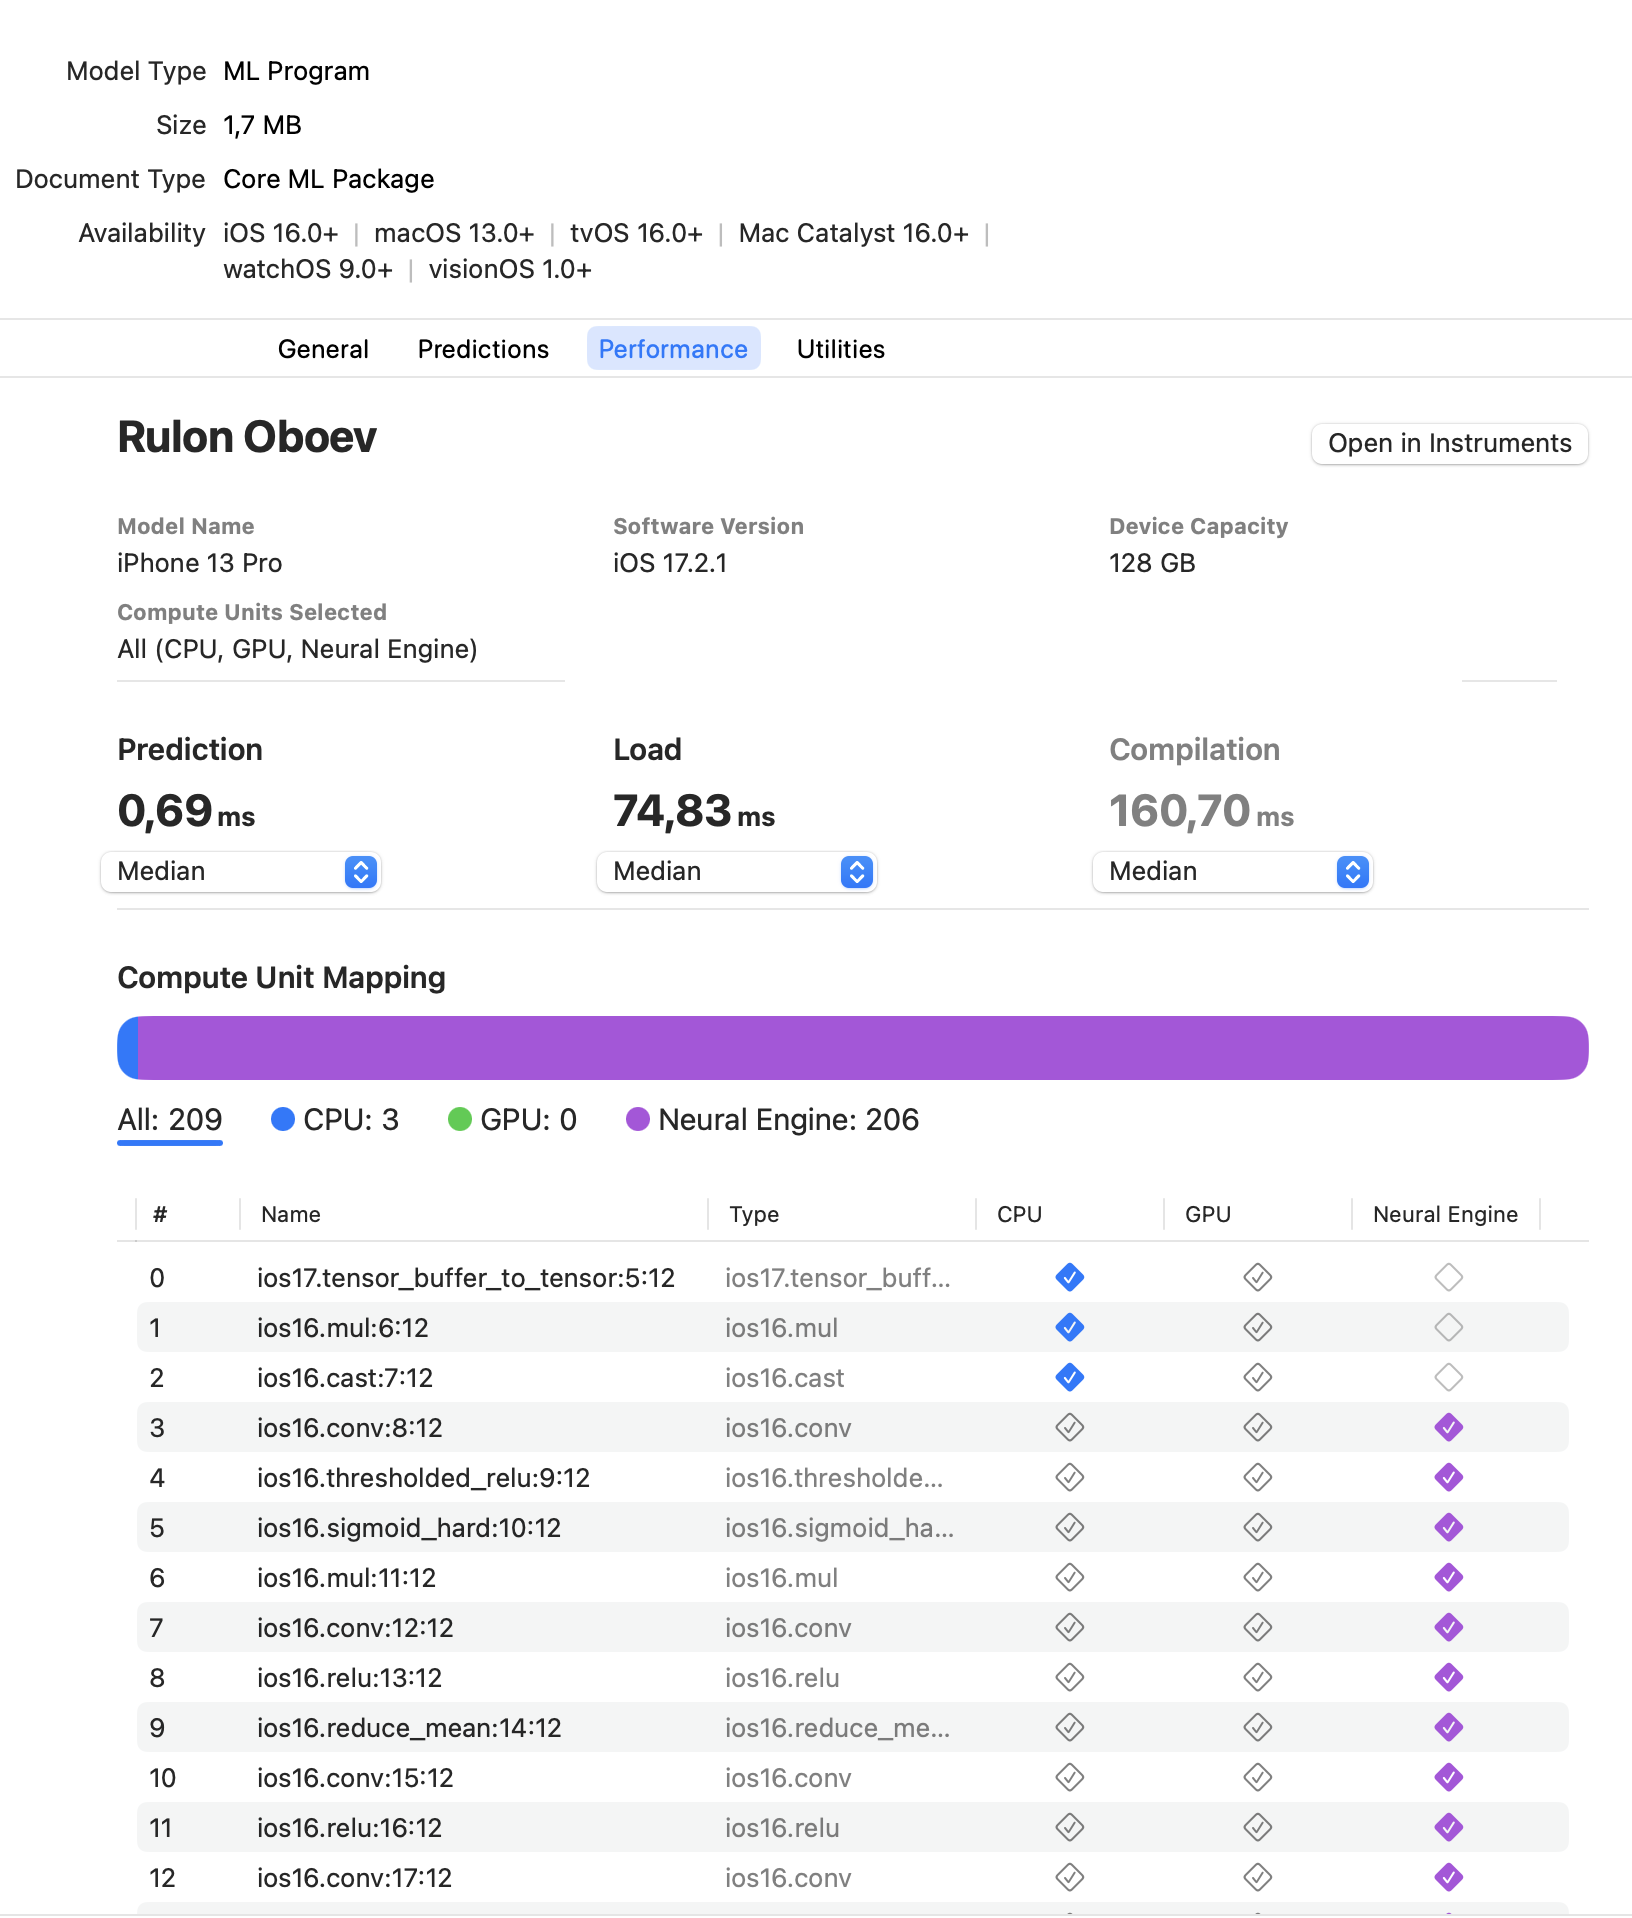 Model Type ML Program
Size 1,7 MB
Document Type Core ML Package
Availability iOS 16.0+ | macOS 13.0+ | tvOS 16.0+ | Mac Catalyst 16.0+ |
watchOS 9.0+ | visionOS 1.0+
General Predictions Performance Utilities
Rulon Oboev Open in Instruments
Model Name Software Version Device Capacity
iPhone 13 Pro iOS 17.2.1 128 GB
Compute Units Selected
All (CPU, GPU, Neural Engine)
Prediction Load Compilation
0,69 ms 74,83 ms 160,70 ms
Median Median Median
Compute Unit Mapping
All: 209 CPU: 3 GPU: 0 Neural Engine: 206
# Name Type CPU GPU Neural Engine
0 ios17.tensor_buffer_to_tensor:5:12 ios17.tensor_buff...
1 ios16.mul:6:12 ios16.mul
2 ios16.cast:7:12 ios16.cast
3 ios16.conv:8:12 ios16.conv
4 ios16.thresholded_relu:9:12 ios16.thresholde...
5 ios16.sigmoid_hard:10:12 ios16.sigmoid_ha...
6 ios16.mul:11:12 ios16.mul
7 ios16.conv:12:12 ios16.conv
8 ios16.relu:13:12 ios16.relu
9 ios16.reduce_mean:14:12 ios16.reduce_me...
10 ios16.conv:15:12 ios16.conv
11 ios16.relu:16:12 ios16.relu
12 ios16.conv:17:12 ios16.conv